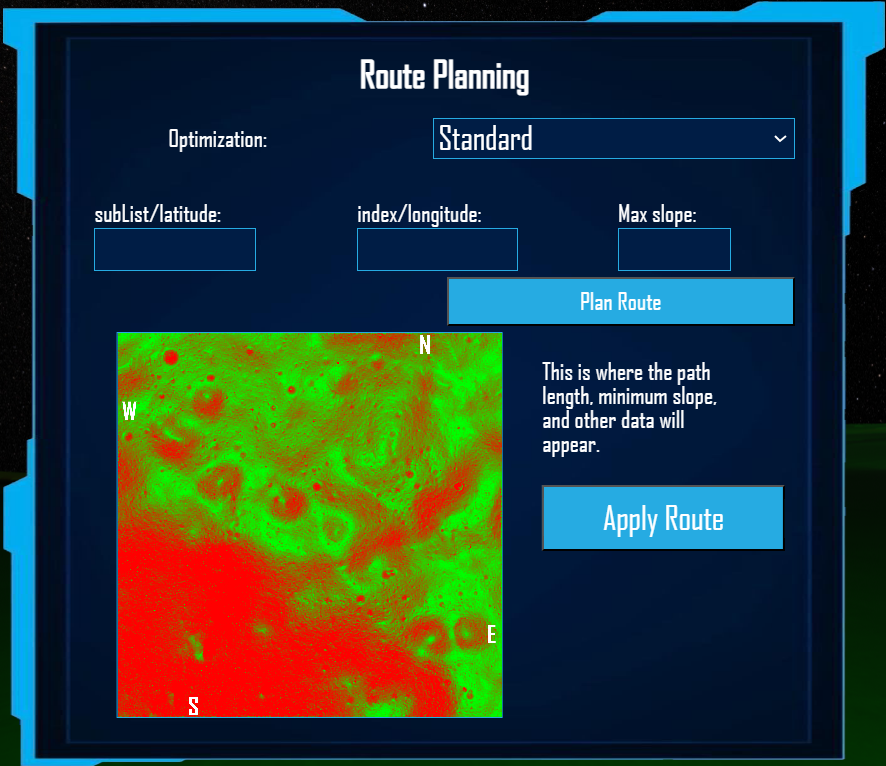 Route Planning
Optimization:
Standard
subList/latitude:
index/longitude:
Max slope:
Plan Route
N
W
This is where the path
length, minimum slope,
and other data will
appear.
Apply Route
E
S